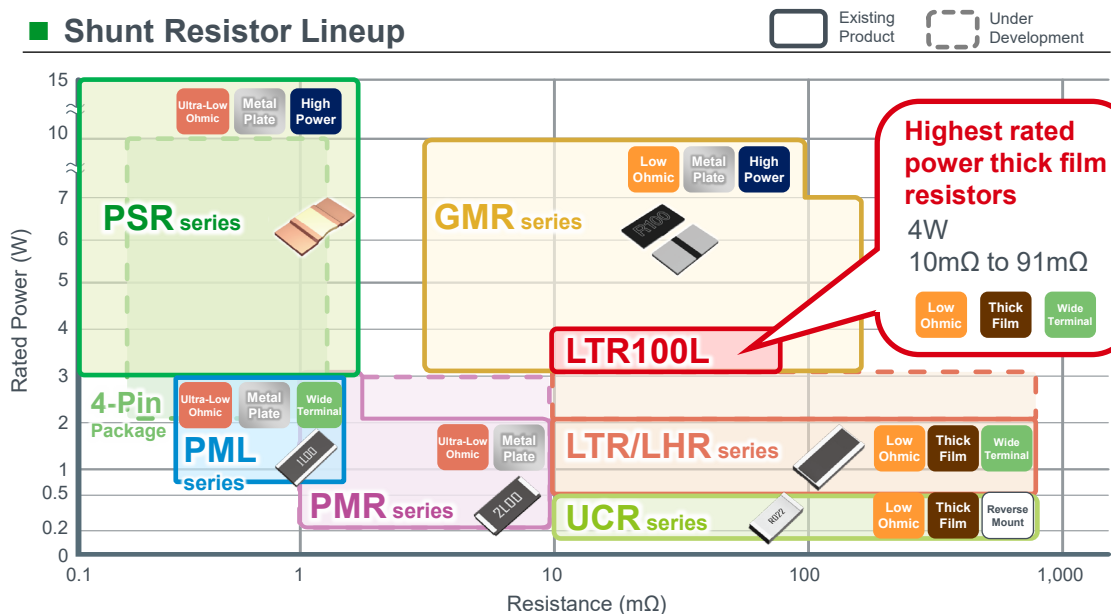 Shunt Resistor Lineup
Existing
Product
Under
Development
15
10
7
6
5
4
3
2
1
0.5
0.2
0
Rated Power (W)
Ultra-Low
Ohmic
Metal
Plate
High
Power
PSR series
Low
Ohmic
Metal
Plate
High
Power
GMR series
R100
Highest rated
power thick film
resistors
4W
10mΩ to 91mΩ
Low
Ohmic
Thick
Film
Wide
Terminal
LTR100L
4-Pin
Package
Ultra-Low
Ohmic
Metal
Plate
Wide
Terminal
PML
series
1L00
Ultra-Low
Ohmic
Metal
Plate
PMR series
2L00
LTR/LHR series
Low
Ohmic
Thick
Film
Wide
Terminal
UCR series
R022
Low
Ohmic
Thick
Film
Reverse
Mount
0.1
1
10
100
1,000
Resistance (mΩ)